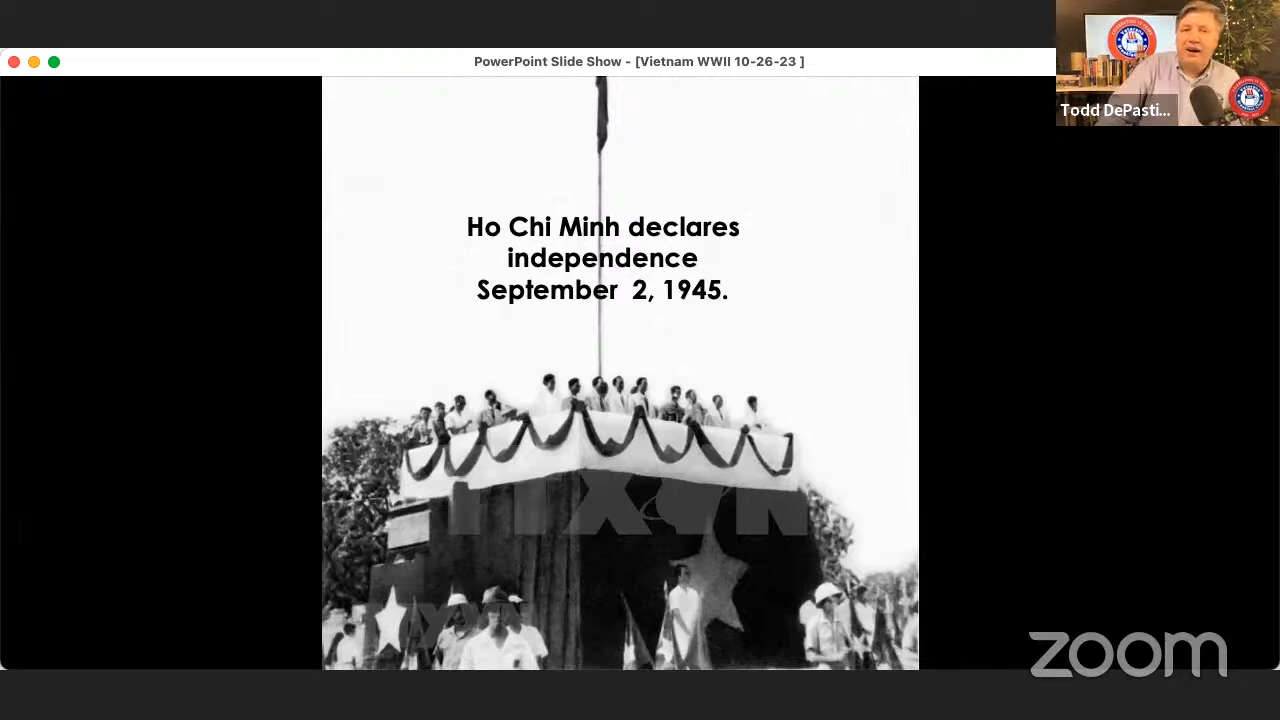 PowerPoint Slide Show - [Vietnam WWII 10-26-23 ]
Todd DePasti...
Ho Chi Minh declares
independence
September 2, 1945.
zoom